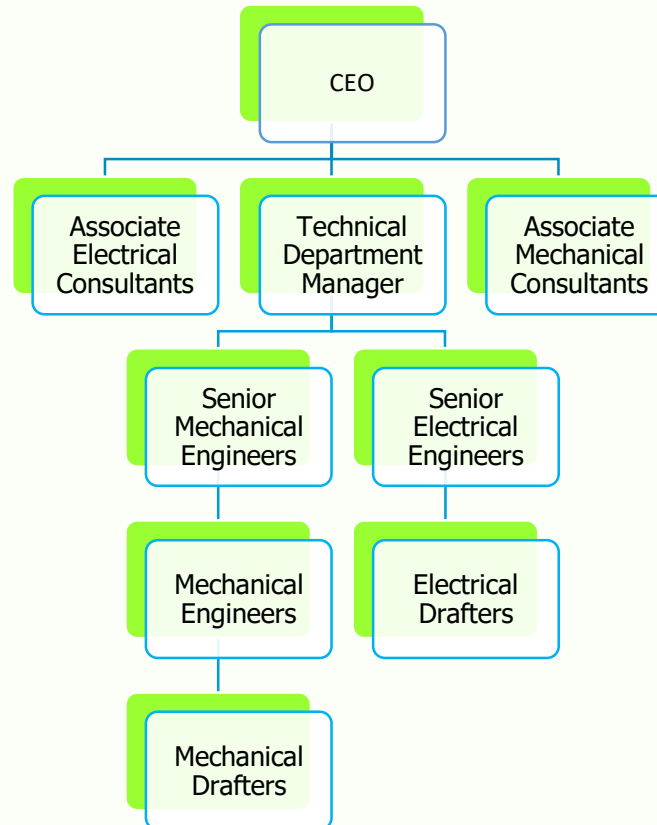 CEO
Associate
Electrical
Consultants
Technical
Department
Manager
Associate
Mechanical
Consultants
Senior
Mechanical
Engineers
Senior
Electrical
Engineers
Mechanical
Engineers
Electrical
Drafters
Mechanical
Drafters